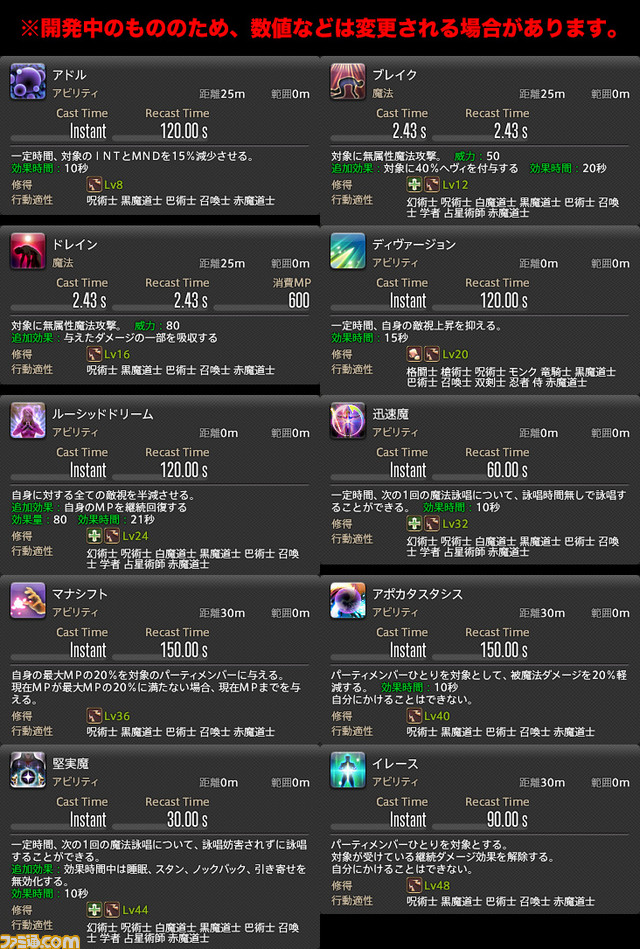 ※開発中のもののため、数値などは変更される場合があります。
アドル
アビリティ 距離25m 範囲0m
Cast Time Recast Time
Instant 120.00s
一定時間、対象のINTとMNDを15%減少させる。
効果時間：10秒
修得 Lv8
行動適性 呪術士 黒魔道士 巴術士 召喚士 赤魔道士
ブレイク
魔法 距離25m 範囲0m
Cast Time Recast Time
2.43s 2.43s
対象に無属性魔法攻撃。 威力：50
追加効果：対象に40%ヘヴィを付与する 効果時間：20秒
修得 Lv12
行動適性 幻術士 呪術士 白魔道士 黒魔道士 巴術士 召喚
士 学者 占星術師 赤魔道士
ドレイン
魔法 距離25m 範囲0m
Cast Time Recast Time 消費MP
2.43s 2.43s 600
対象に無属性魔法攻撃。 威力：80
追加効果：与えたダメージの一部を吸収する
修得 Lv16
行動適性 呪術士 黒魔道士 巴術士 召喚士 赤魔道士
ディヴァージョン
アビリティ 距離0m 範囲0m
Cast Time Recast Time
Instant 120.00s
一定時間、自身の敵視上昇を抑える。
効果時間：15秒
修得 Lv20
行動適性 格闘士 槍術士 呪術士 モンク 竜騎士 黒魔道士
巴術士 召喚士 双剣士 忍者 侍 赤魔道士
ルーシッドドリーム
アビリティ 距離0m 範囲0m
Cast Time Recast Time
Instant 120.00s
自身に対する全ての敵視を半減させる。
追加効果：自身のMPを継続回復する
効果量：80 効果時間：21秒
修得 Lv24
行動適性 幻術士 呪術士 白魔道士 黒魔道士 巴術士 召喚
士 学者 占星術師 赤魔道士
迅速魔
アビリティ 距離0m 範囲0m
Cast Time Recast Time
Instant 60.00s
一定時間、次の1回の魔法詠唱について、詠唱時間無しで詠唱す
ることができる。 効果時間：10秒
修得 Lv32
行動適性 幻術士 呪術士 白魔道士 黒魔道士 巴術士 召喚
士 学者 占星術師 赤魔道士
マナシフト
アビリティ 距離30m 範囲0m
Cast Time Recast Time
Instant 150.00s
自身の最大MPの20%を対象のパーティメンバーに与える。
現在MPが最大MPの20%に満たない場合、現在MPまでを与
える。
修得 Lv36
行動適性 呪術士 黒魔道士 巴術士 召喚士 赤魔道士
アポカタスタシス
アビリティ 距離30m 範囲0m
Cast Time Recast Time
Instant 150.00s
パーティメンバーひとりを対象として、被魔法ダメージを20%軽
減する。 効果時間：10秒
自分にかけることはできない。
修得 Lv40
行動適性 呪術士 黒魔道士 巴術士 召喚士 赤魔道士
堅実魔
アビリティ 距離0m 範囲0m
Cast Time Recast Time
Instant 30.00s
一定時間、次の1回の魔法詠唱について、詠唱妨害されずに詠唱
することができる。
追加効果：効果時間中は睡眠、スタン、ノックバック、引き寄せを
無効化する。
効果時間：10秒
修得 Lv44
行動適性 幻術士 呪術士 白魔道士 黒魔道士 巴術士 召喚
士 学者 占星術師 赤魔道士
イレース
アビリティ 距離30m 範囲0m
Cast Time Recast Time
Instant 90.00s
パーティメンバーひとりを対象とする。
対象が受けている継続ダメージ効果を解除する。
自分にかけることはできない。
修得 Lv48
行動適性 呪術士 黒魔道士 巴術士 召喚士 赤魔道士
ファミ通.com